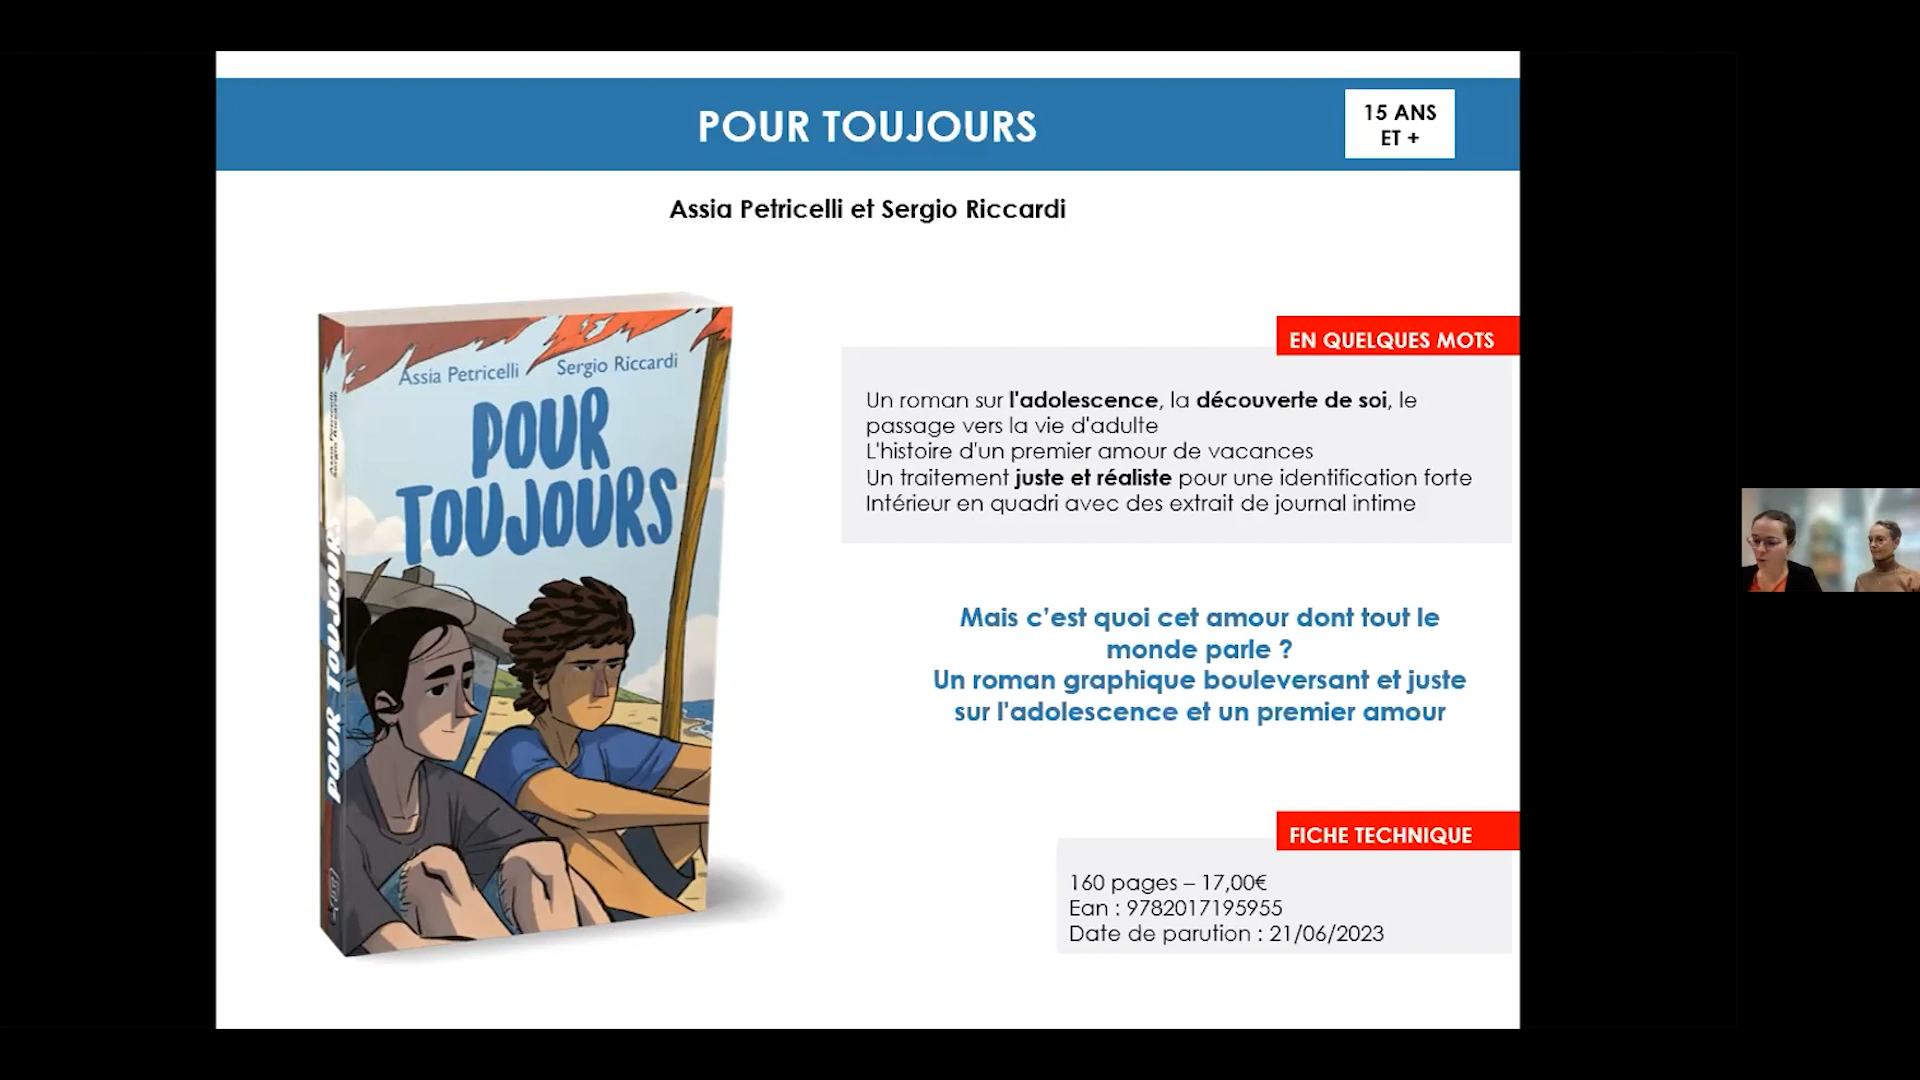 POUR TOUJOURS
15 ANS
ET +
Assia Petricelli et Sergio Riccardi
Assia Petricelli
Sergio Riccardi
POUR
TOUJOURS
Assia Petricelli
Sergio Riccardi
POUR TOUJOURS
EN QUELQUES MOTS
Un roman sur l'adolescence, la découverte de soi, le
passage vers la vie d'adulte
L'histoire d'un premier amour de vacances
Un traitement juste et réaliste pour une identification forte
Intérieur en quadri avec des extrait de journal intime
Mais c’est quoi cet amour dont tout le
monde parle ?
Un roman graphique bouleversant et juste
sur l'adolescence et un premier amour
FICHE TECHNIQUE
160 pages – 17,00€
Ean : 9782017195955
Date de parution : 21/06/2023